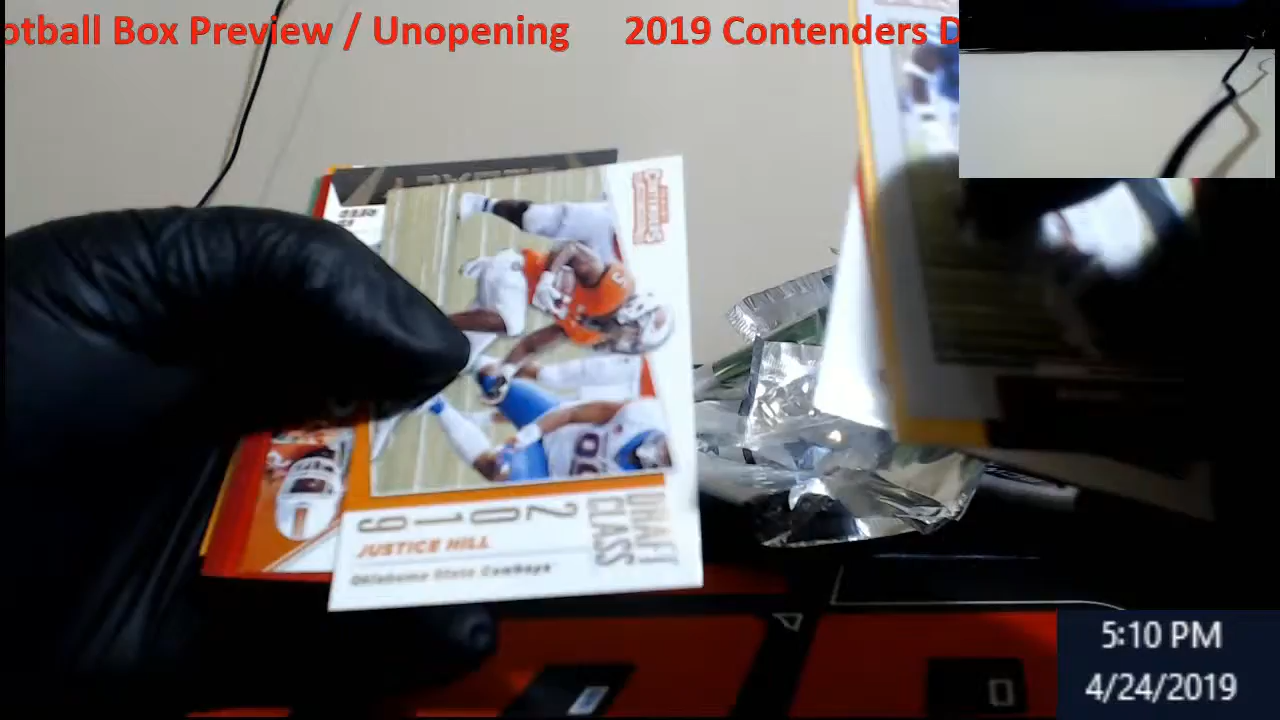 otball Box Preview / Unopening 2019 Contenders D
CONTENDERS
DRAFT
CLASS
2019
JUSTICE HILL
Oklahoma State Cowboys
5:10 PM
4/24/2019